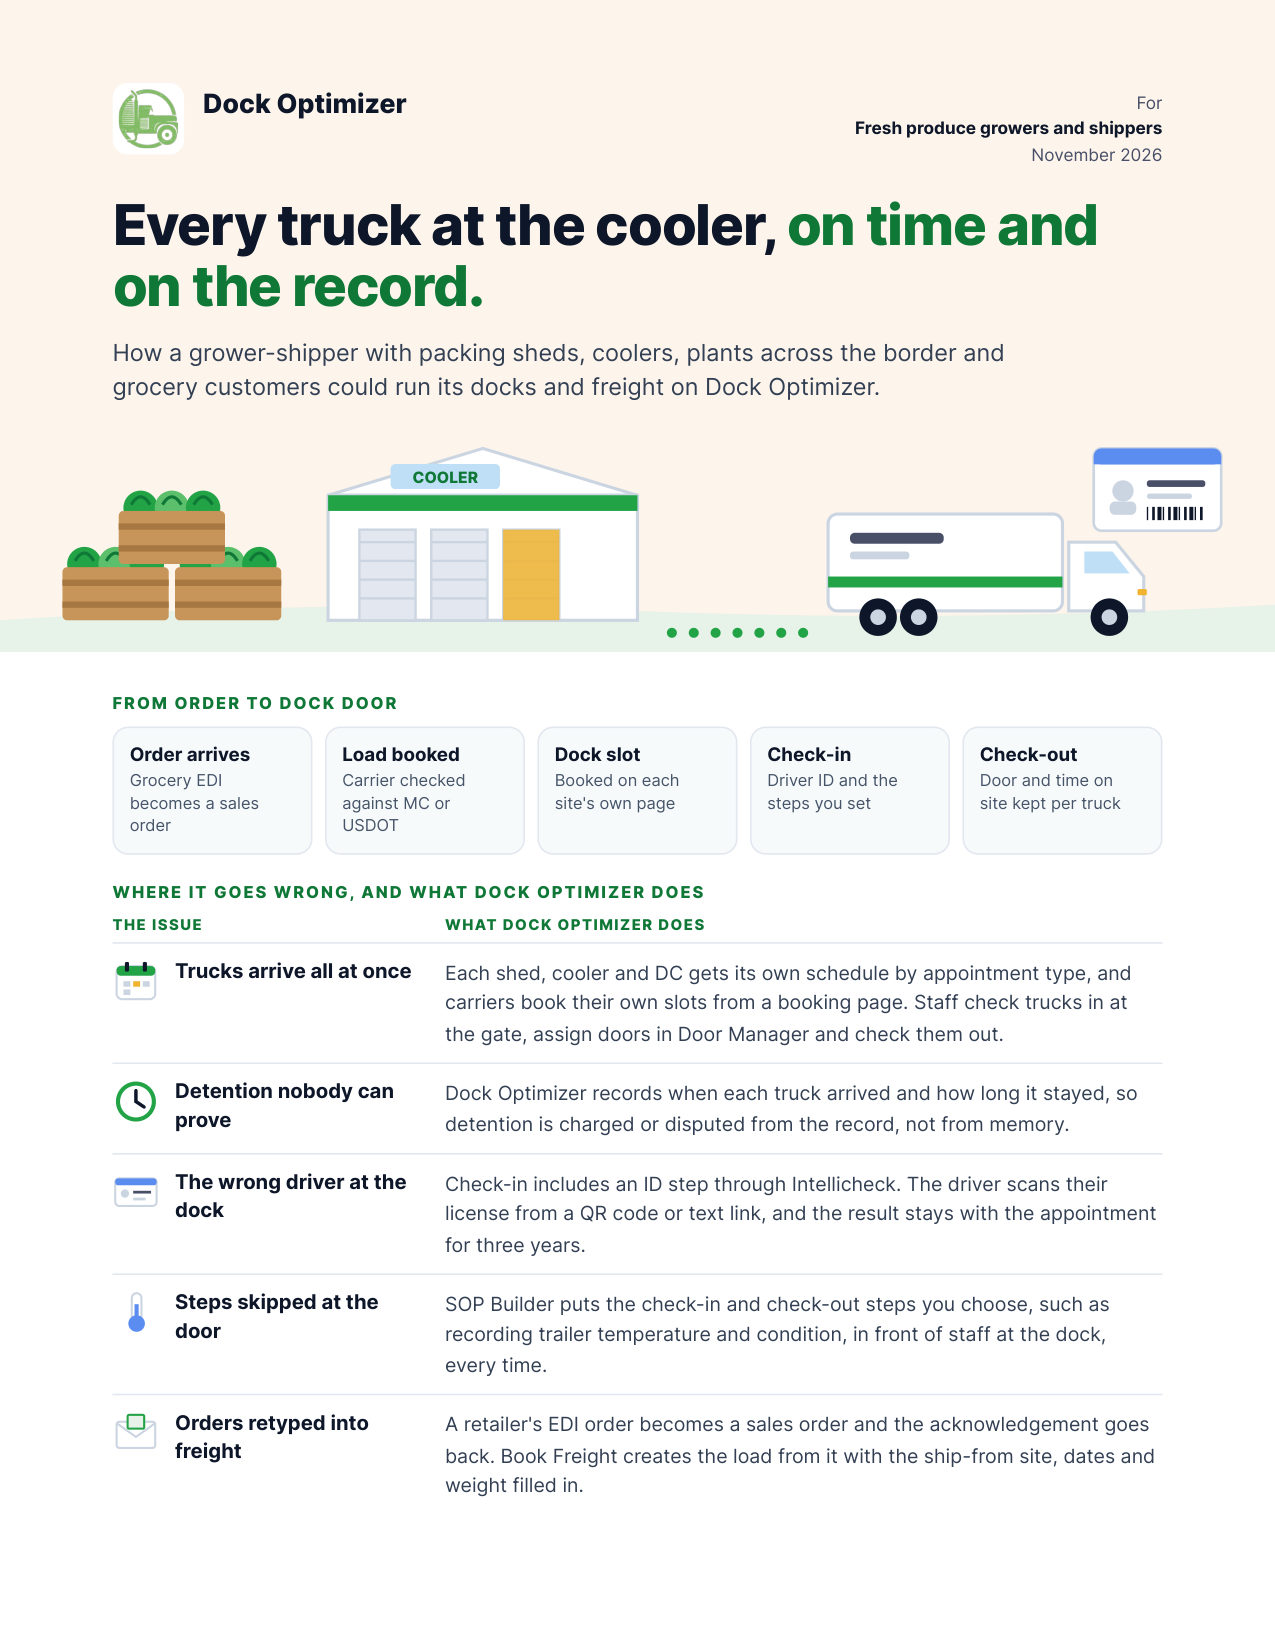 Dock Optimizer
For
Fresh produce growers and shippers
November 2026
Every truck at the cooler, on time and
on the record.
How a grower-shipper with packing sheds, coolers, plants across the border and
grocery customers could run its docks and freight on Dock Optimizer.
COOLER
FROM ORDER TO DOCK DOOR
Order arrives
Grocery EDI
becomes a sales
order
Load booked
Carrier checked
against MC or
USDOT
Dock slot
Booked on each
site's own page
Check-in
Driver ID and the
steps you set
Check-out
Door and time on
site kept per truck
WHERE IT GOES WRONG, AND WHAT DOCK OPTIMIZER DOES
THE ISSUE
WHAT DOCK OPTIMIZER DOES
Trucks arrive all at once
Each shed, cooler and DC gets its own schedule by appointment type, and
carriers book their own slots from a booking page. Staff check trucks in at
the gate, assign doors in Door Manager and check them out.
Detention nobody can
prove
Dock Optimizer records when each truck arrived and how long it stayed, so
detention is charged or disputed from the record, not from memory.
The wrong driver at the
dock
Check-in includes an ID step through Intellicheck. The driver scans their
license from a QR code or text link, and the result stays with the appointment
for three years.
Steps skipped at the
door
SOP Builder puts the check-in and check-out steps you choose, such as
recording trailer temperature and condition, in front of staff at the dock,
every time.
Orders retyped into
freight
A retailer's EDI order becomes a sales order and the acknowledgement goes
back. Book Freight creates the load from it with the ship-from site, dates and
weight filled in.